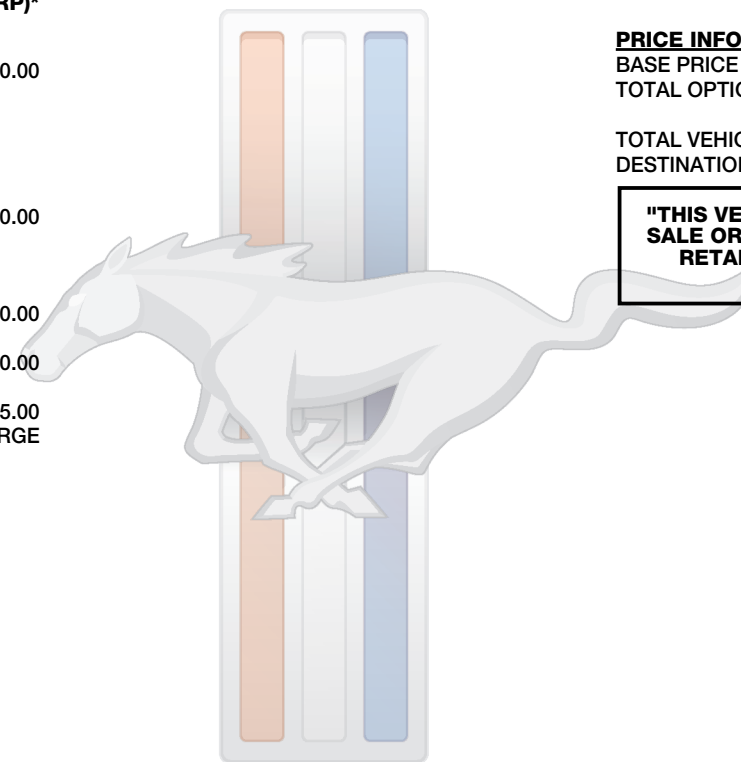 RP)*
0.00
0.00
0.00
0.00
5.00
RGE
PRICE INFO
BASE PRICE
TOTAL OPTIO
TOTAL VEHIC
DESTINATION
"THIS VE
SALE OR
RETAI